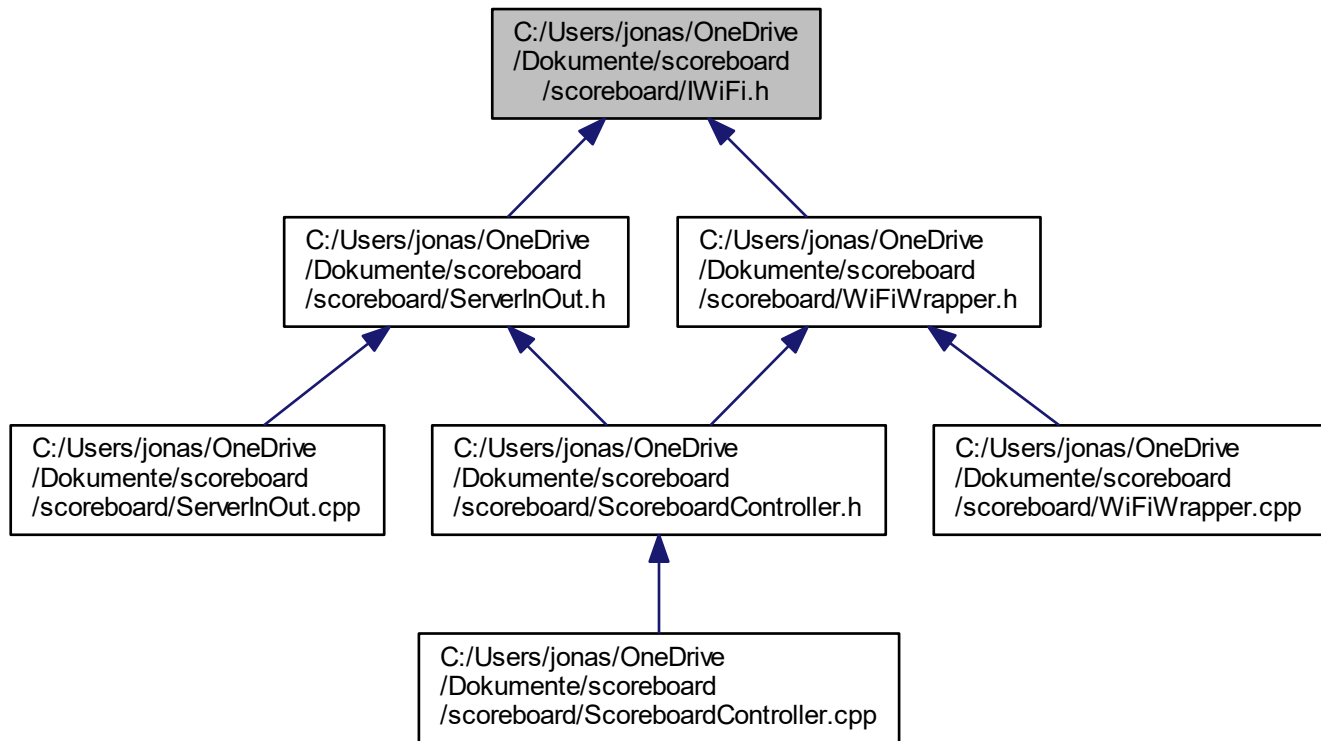 C:/Users/jonas/OneDrive
/Dokumente/scoreboard
/scoreboard/IWiFi.h
C:/Users/jonas/OneDrive
/Dokumente/scoreboard
/scoreboard/ServerInOut.h
C:/Users/jonas/OneDrive
/Dokumente/scoreboard
/scoreboard/WiFiWrapper.h
C:/Users/jonas/OneDrive
/Dokumente/scoreboard
/scoreboard/ServerInOut.cpp
C:/Users/jonas/OneDrive
/Dokumente/scoreboard
/scoreboard/ScoreboardController.h
C:/Users/jonas/OneDrive
/Dokumente/scoreboard
/scoreboard/WiFiWrapper.cpp
C:/Users/jonas/OneDrive
/Dokumente/scoreboard
/scoreboard/ScoreboardController.cpp